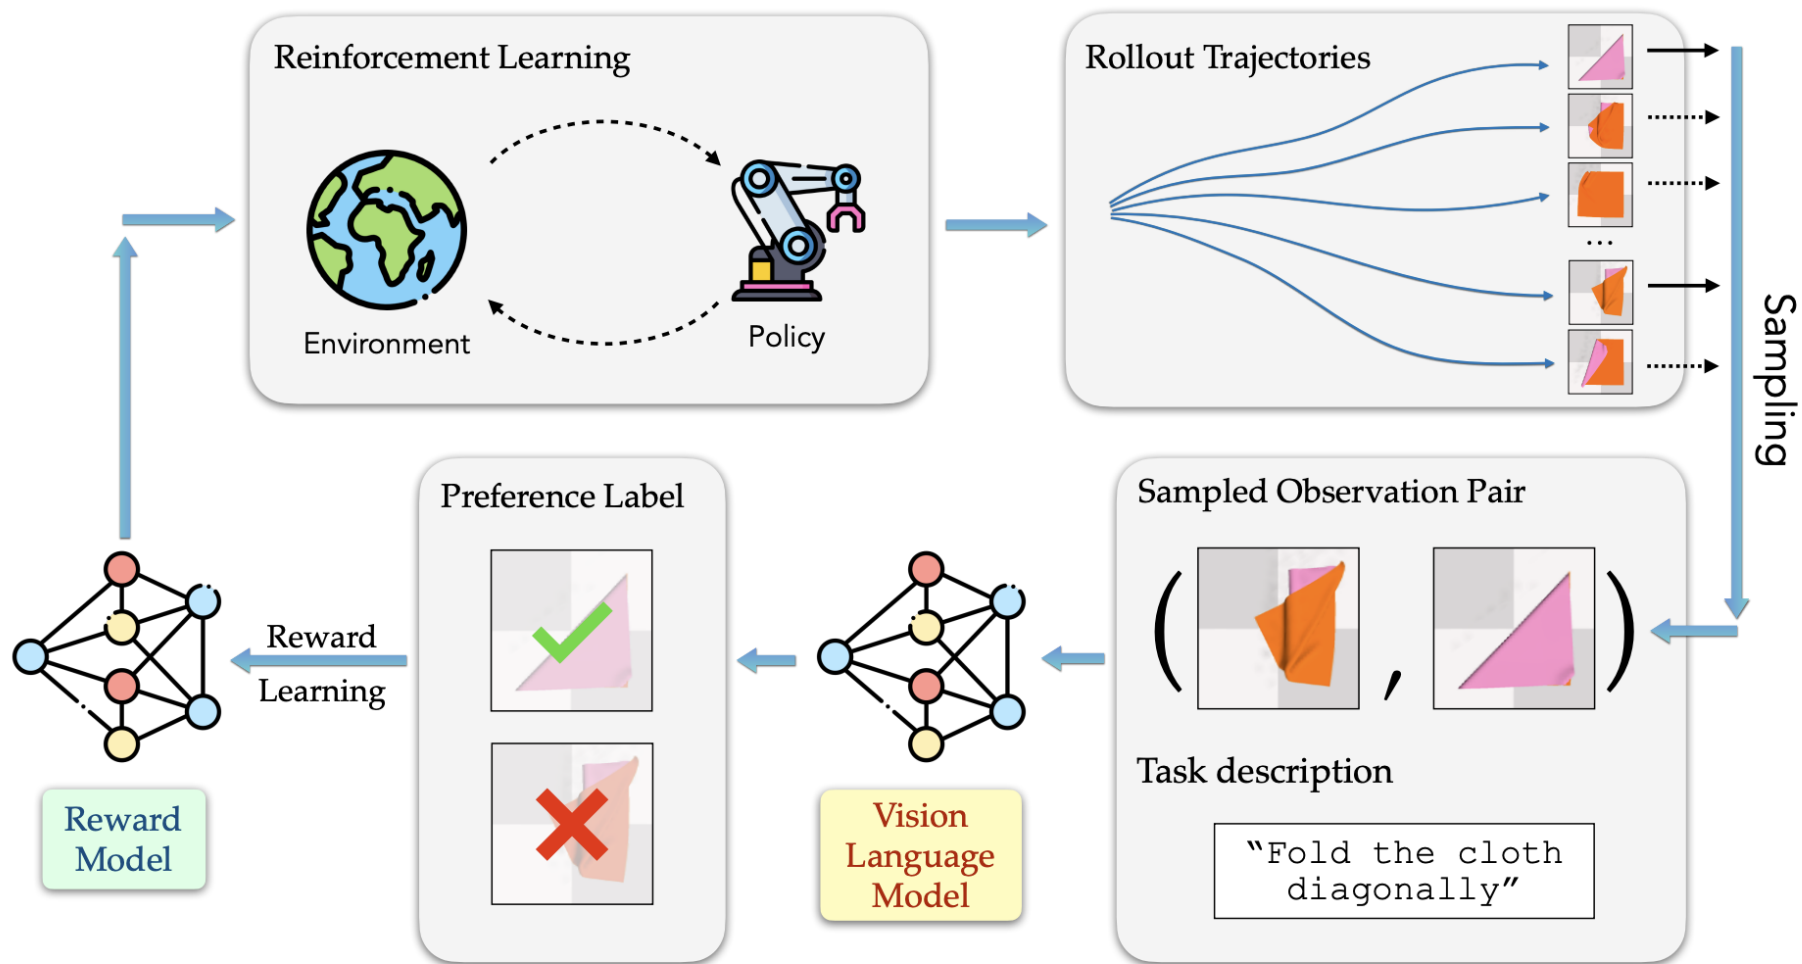 Reinforcement Learning
Environment
Policy
Rollout Trajectories
...
Sampling
Sampled Observation Pair
( , )
Task description
“Fold the cloth
diagonally”
Vision
Language
Model
Preference Label
Reward
Learning
Reward
Model